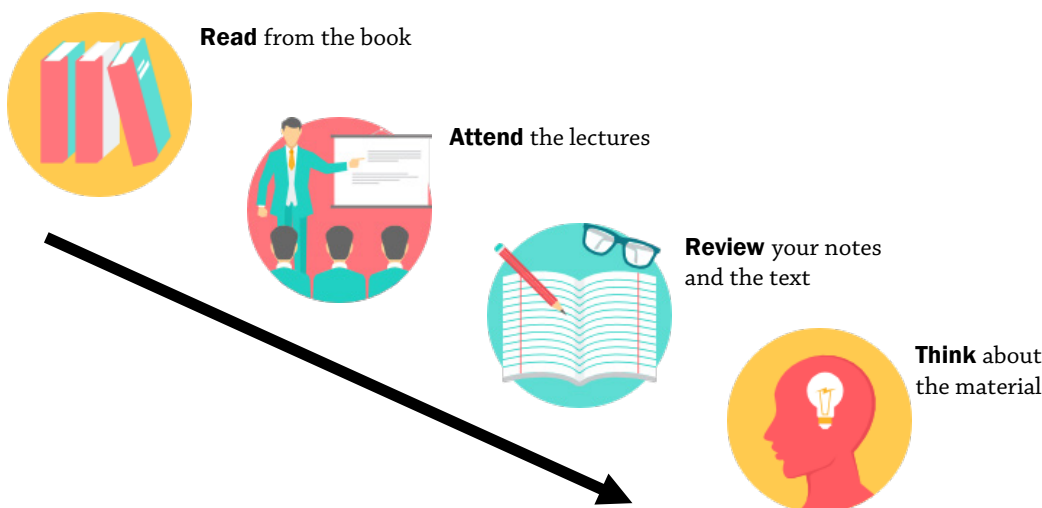 Read from the book
Attend the lectures
Review your notes
and the text
Think about
the material